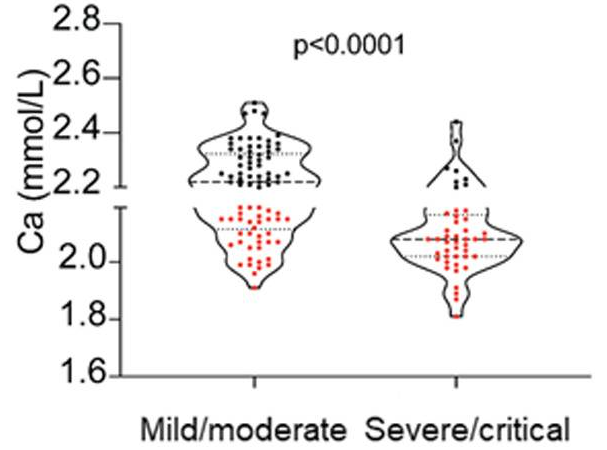 2.8
p<0.0001
2.6
2.4
2.2
Ca (mmol/L)
2.0
1.8
1.6
Mild/moderate Severe/critical